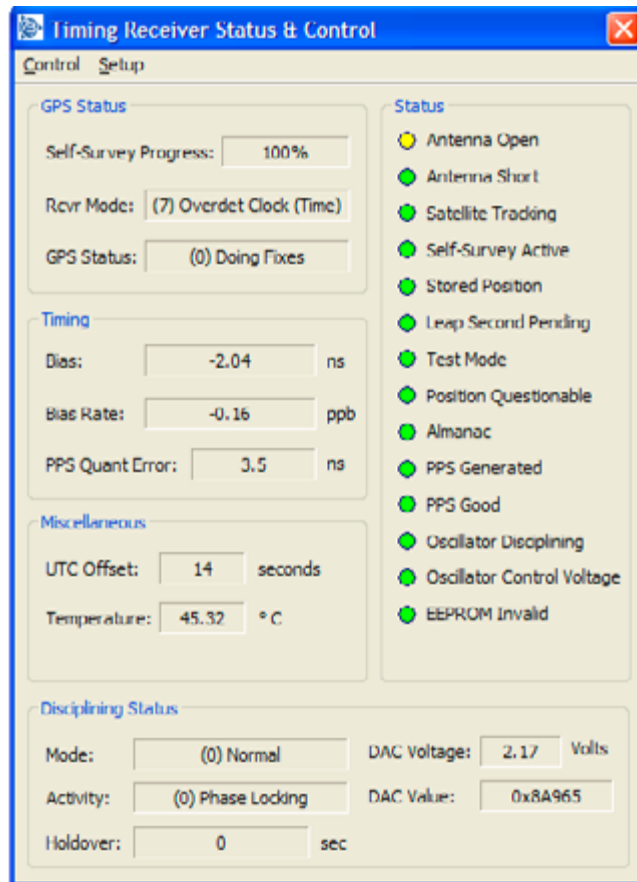 Timing Receiver Status & Control
Control Setup
GPS Status
Self-Survey Progress: 100%
Rcvr Mode: (7) Overdet Clock (Time)
GPS Status: (0) Doing Fixes
Timing
Bias: -2.04 ns
Bias Rate: -0.16 ppb
PPS Quant Error: 3.5 ns
Miscellaneous
UTC Offset: 14 seconds
Temperature: 45.32 ° C
Status
Antenna Open
Antenna Short
Satellite Tracking
Self-Survey Active
Stored Position
Leap Second Pending
Test Mode
Position Questionable
Almanac
PPS Generated
PPS Good
Oscillator Disciplining
Oscillator Control Voltage
EEPROM Invalid
Disciplining Status
Mode: (0) Normal
Activity: (0) Phase Locking
Holdover: 0 sec
DAC Voltage: 2.17 Volts
DAC Value: 0x8A965